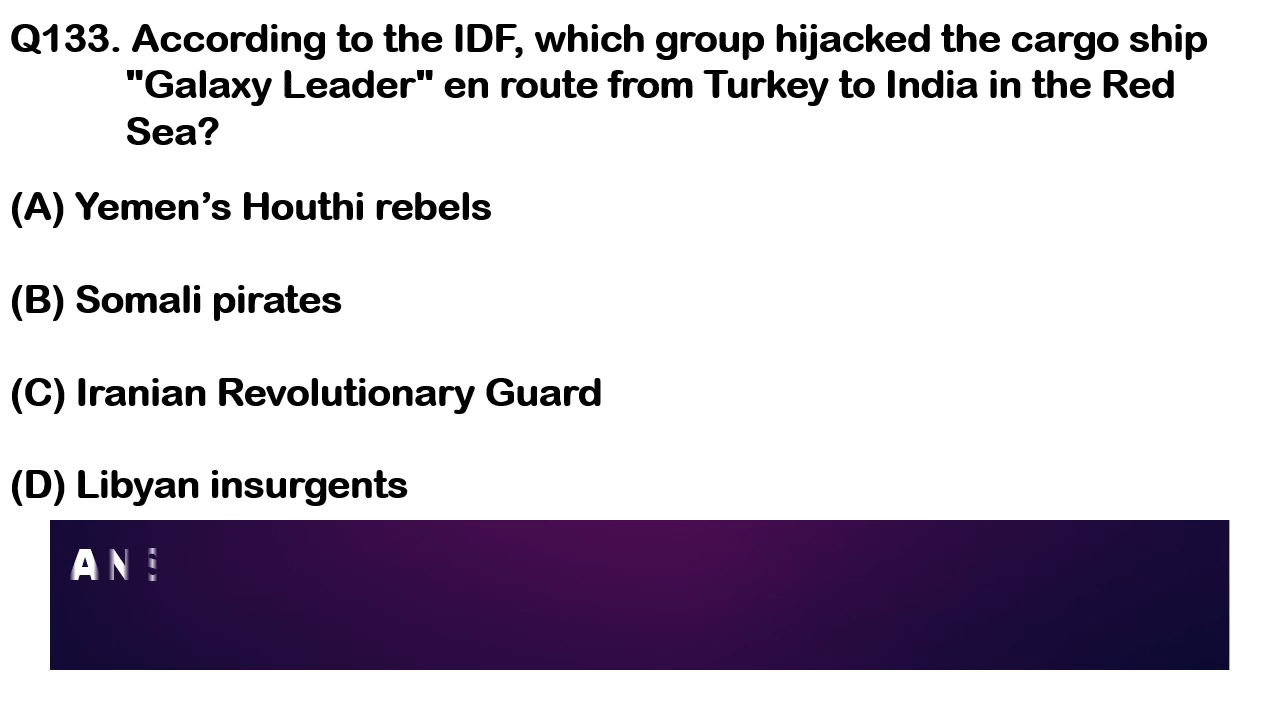 Q133. According to the IDF, which group hijacked the cargo ship
"Galaxy Leader" en route from Turkey to India in the Red
Sea?
(A) Yemen’s Houthi rebels
(B) Somali pirates
(C) Iranian Revolutionary Guard
(D) Libyan insurgents
AN